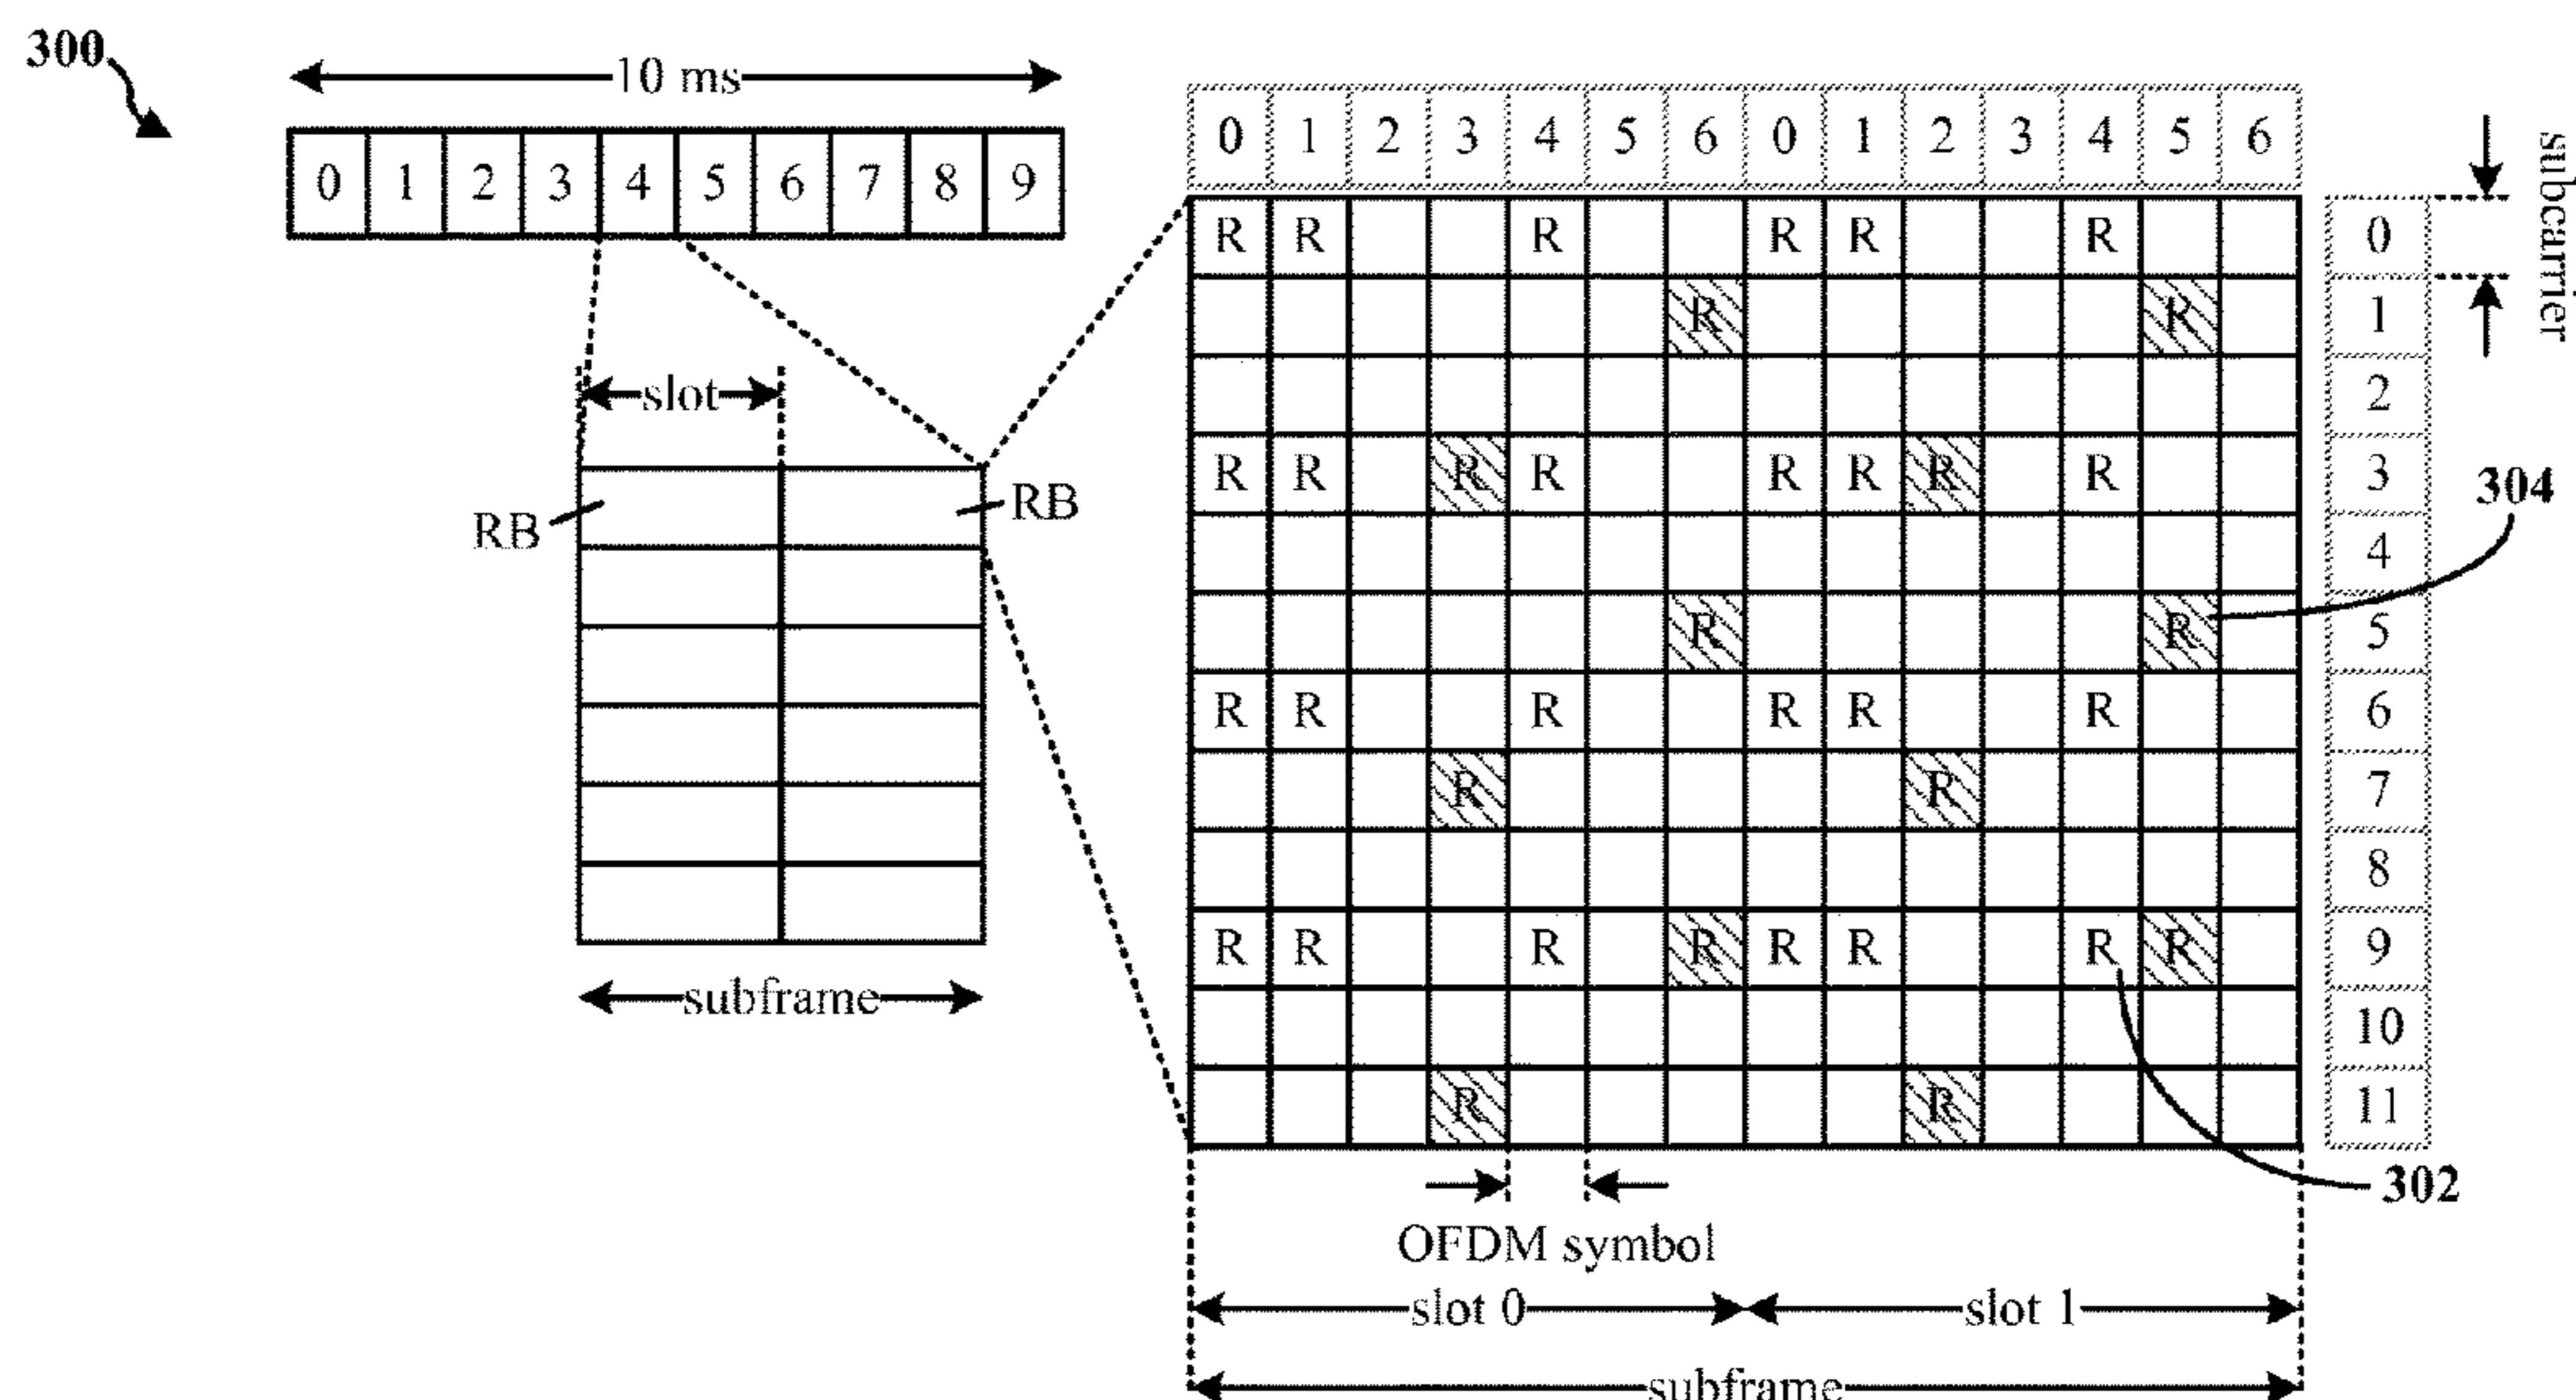 300
10 ms
0 1 2 3 4 5 6 7 8 9
slot
RB
RB
subframe
0 1 2 3 4 5 6 0 1 2 3 4 5 6
subcarrier
R R R R R R 0
R R 1
2
R R R R R R R R 3
304
4
R R 5
R R R R R R 6
R R 7
8
R R R R R R R R 9
10
R R 11
302
OFDM symbol
slot 0 slot 1
subframe